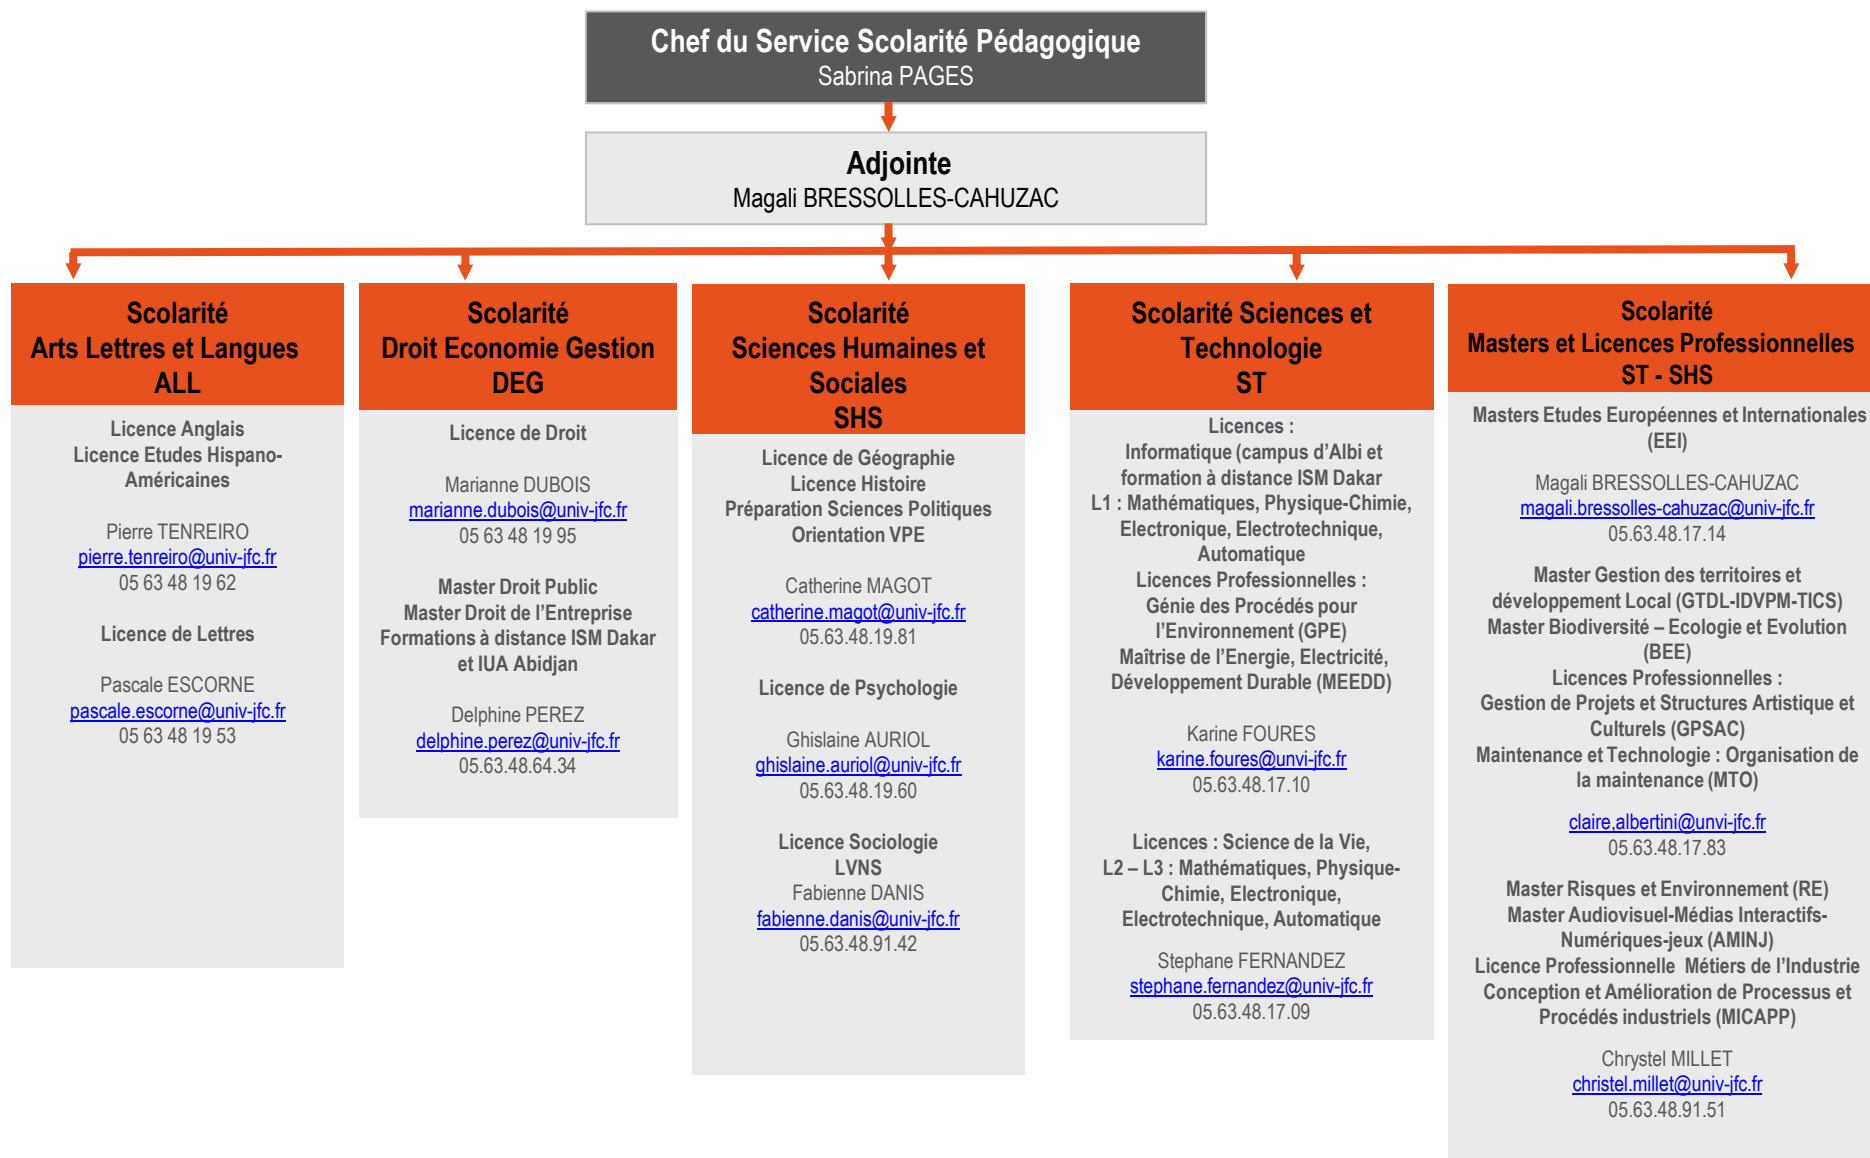 Chef du Service Scolarité Pédagogique
Sabrina PAGES
Adjointe
Magali BRESSOLLES-CAHUZAC
Scolarité
Arts Lettres et Langues
ALL
Licence Anglais
Licence Etudes Hispano-
Américaines
Pierre TENREIRO
pierre.tenreiro@univ-jfc.fr
05 63 48 19 62
Licence de Lettres
Pascale ESCORNE
pascale.escorne@univ-jfc.fr
05 63 48 19 53
Scolarité
Droit Economie Gestion
DEG
Licence de Droit
Marianne DUBOIS
marianne.dubois@univ-jfc.fr
05 63 48 19 95
Master Droit Public
Master Droit de l’Entreprise
Formations à distance ISM Dakar
et IUA Abidjan
Delphine PEREZ
delphine.perez@univ-jfc.fr
05.63.48.64.34
Scolarité
Sciences Humaines et
Sociales
SHS
Licence de Géographie
Licence Histoire
Préparation Sciences Politiques
Orientation VPE
Catherine MAGOT
catherine.magot@univ-jfc.fr
05.63.48.19.81
Licence de Psychologie
Ghislaine AURIOL
ghislaine.auriol@univ-jfc.fr
05.63.48.19.60
Licence Sociologie
LVNS
Fabienne DANIS
fabienne.danis@univ-jfc.fr
05.63.48.91.42
Scolarité Sciences et
Technologie
ST
Licences :
Informatique (campus d’Albi et
formation à distance ISM Dakar
L1 : Mathématiques, Physique-Chimie,
Electronique, Electrotechnique,
Automatique
Licences Professionnelles :
Génie des Procédés pour
l’Environnement (GPE)
Maîtrise de l’Energie, Electricité,
Développement Durable (MEEDD)
Karine FOURES
karine.foures@unvi-jfc.fr
05.63.48.17.10
Licences : Science de la Vie,
L2 – L3 : Mathématiques, Physique-
Chimie, Electronique,
Electrotechnique, Automatique
Stephane FERNANDEZ
stephane.fernandez@univ-jfc.fr
05.63.48.17.09
Scolarité
Masters et Licences Professionnelles
ST - SHS
Masters Etudes Européennes et Internationales
(EEI)
Magali BRESSOLLES-CAHUZAC
magali.bressolles-cahuzac@univ-jfc.fr
05.63.48.17.14
Master Gestion des territoires et
développement Local (GTDL-IDVPM-TICS)
Master Biodiversité – Ecologie et Evolution
(BEE)
Licences Professionnelles :
Gestion de Projets et Structures Artistique et
Culturels (GPSAC)
Maintenance et Technologie : Organisation de
la maintenance (MTO)
claire,albertini@unvi-jfc.fr
05.63.48.17.83
Master Risques et Environnement (RE)
Master Audiovisuel-Médias Interactifs-
Numériques-jeux (AMINJ)
Licence Professionnelle Métiers de l’Industrie
Conception et Amélioration de Processus et
Procédés industriels (MICAPP)
Chrystel MILLET
christel.millet@univ-jfc.fr
05.63.48.91.51